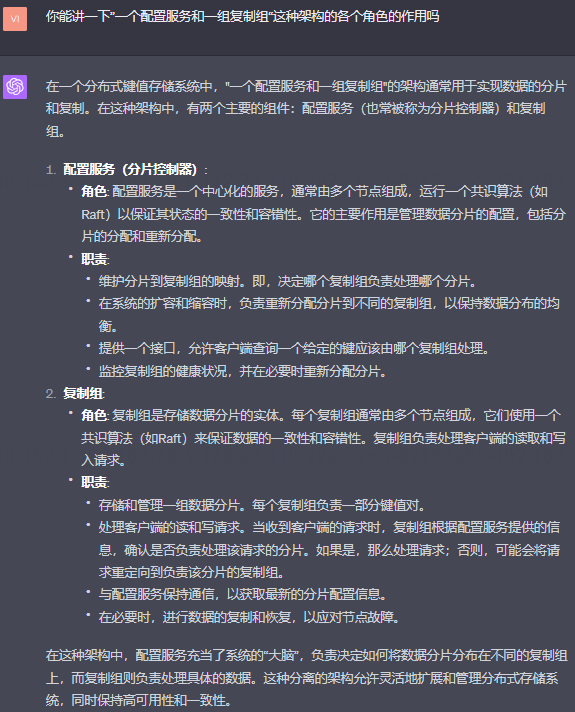 VI
你能讲一下"一个配置服务和一组复制组"这种架构的各个角色的作用吗
在一个分布式键值存储系统中，"一个配置服务和一组复制组"的架构通常用于实现数据的分片
和复制。在这种架构中，有两个主要的组件：配置服务（也常被称为分片控制器）和复制
组。
1. 配置服务（分片控制器）:
• 角色: 配置服务是一个中心化的服务，通常由多个节点组成，运行一个共识算法（如
Raft）以保证其状态的一致性和容错性。它的主要作用是管理数据分片的配置，包括分
片的分配和重新分配。
• 职责:
• 维护分片到复制组的映射。即，决定哪个复制组负责处理哪个分片。
• 在系统的扩容和缩容时，负责重新分配分片到不同的复制组，以保持数据分布的均
衡。
• 提供一个接口，允许客户端查询一个给定的键应该由哪个复制组处理。
• 监控复制组的健康状况，并在必要时重新分配分片。
2. 复制组:
• 角色: 复制组是存储数据分片的实体。每个复制组通常由多个节点组成，它们使用一个
共识算法（如Raft）来保证数据的一致性和容错性。复制组负责处理客户端的读取和写
入请求。
• 职责:
• 存储和管理一组数据分片。每个复制组负责一部分键值对。
• 处理客户端的读和写请求。当收到客户端的请求时，复制组根据配置服务提供的信
息，确认是否负责处理该请求的分片。如果是，那么处理请求；否则，可能会将请
求重定向到负责该分片的复制组。
• 与配置服务保持通信，以获取最新的分片配置信息。
• 在必要时，进行数据的复制和恢复，以应对节点故障。
在这种架构中，配置服务充当了系统的"大脑"，负责决定如何将数据分片分布在不同的复制组
上，而复制组则负责处理具体的数据。这种分离的架构允许灵活地扩展和管理分布式存储系
统，同时保持高可用性和一致性。